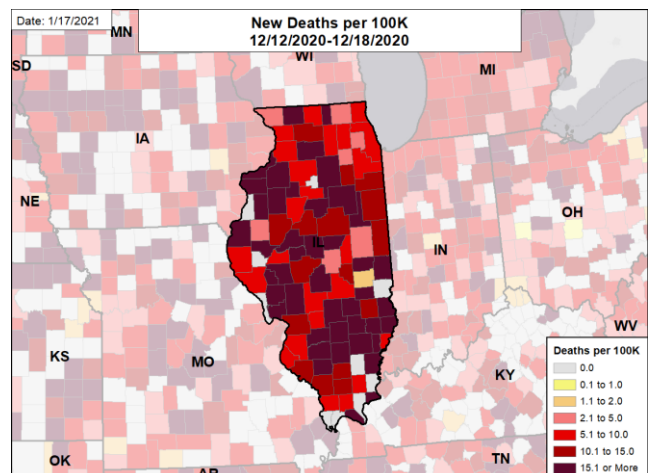 Date: 1/17/2021
New Deaths per 100K
12/12/2020-12/18/2020
MN
WI
SD
MI
IA
NE
OH
IL
IN
WV
KS
MO
KY
OK
AR
TN
Deaths per 100K
0.0
0.1 to 1.0
1.1 to 2.0
2.1 to 5.0
5.1 to 10.0
10.1 to 15.0
15.1 or More